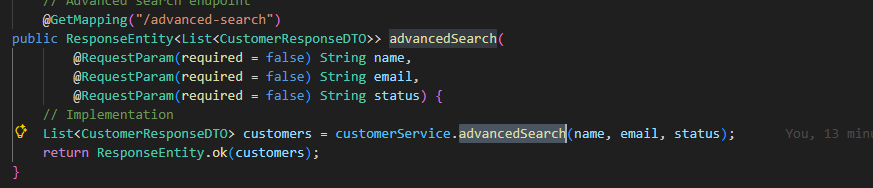 // Advanced search endpoint
@GetMapping("/advanced-search")
public ResponseEntity<List<CustomerResponseDTO>> advancedSearch(
@RequestParam(required = false) String name,
@RequestParam(required = false) String email,
@RequestParam(required = false) String status) {
// Implementation
List<CustomerResponseDTO> customers = customerService.advancedSearch(name, email, status); You, 13 minu
return ResponseEntity.ok(customers);
}